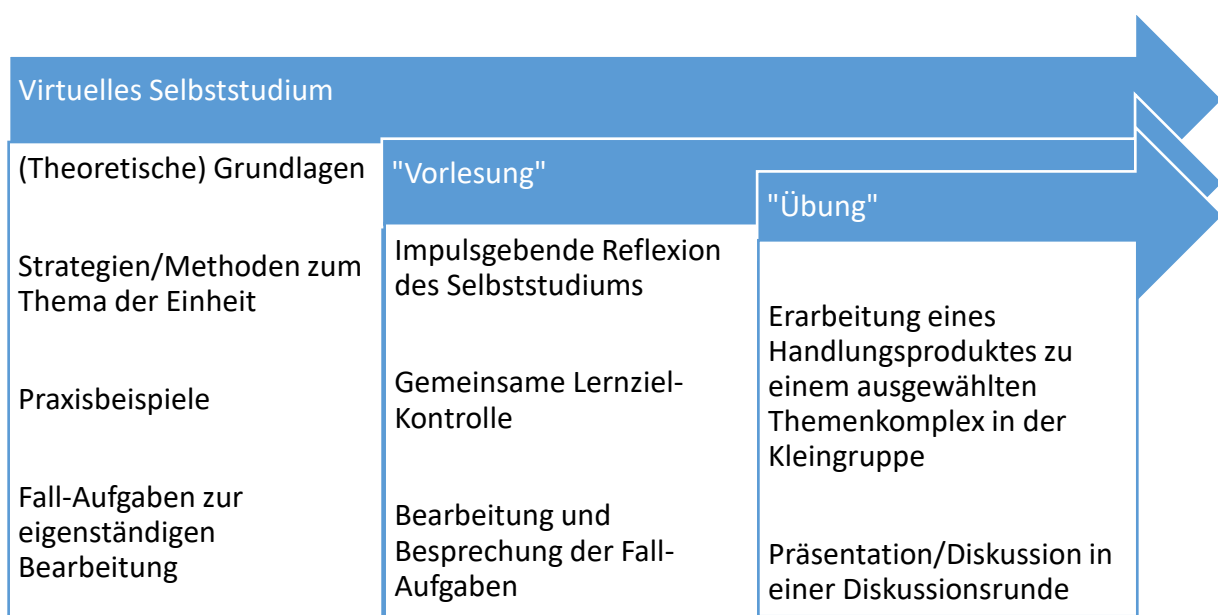 Virtuelles Selbststudium
(Theoretische) Grundlagen
Strategien/Methoden zum
Thema der Einheit
Praxisbeispiele
Fall-Aufgaben zur
eigenständigen
Bearbeitung
"Vorlesung"
Impulsgebende Reflexion
des Selbststudiums
Gemeinsame Lernziel-
Kontrolle
Bearbeitung und
Besprechung der Fall-
Aufgaben
"Übung"
Erarbeitung eines
Handlungsproduktes zu
einem ausgewählten
Themenkomplex in der
Kleingruppe
Präsentation/Diskussion in
einer Diskussionsrunde